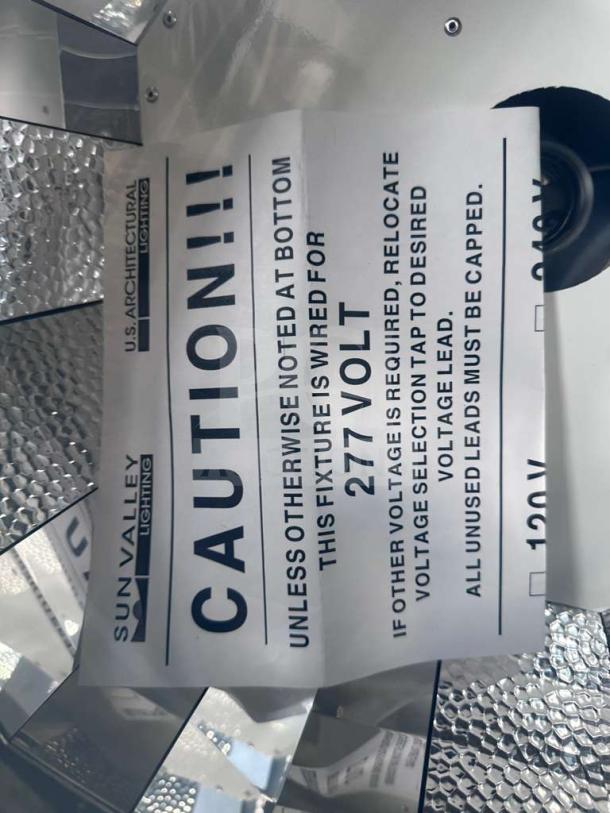 SUN VALLEY
LIGHTING
U.S. ARCHITECTURAL
LIGHTING
CAUTION!!!
UNLESS OTHERWISE NOTED AT BOTTOM
THIS FIXTURE IS WIRED FOR
277 VOLT
IF OTHER VOLTAGE IS REQUIRED, RELOCATE
VOLTAGE SELECTION TAP TO DESIRED
VOLTAGE LEAD.
ALL UNUSED LEADS MUST BE CAPPED.
120 V